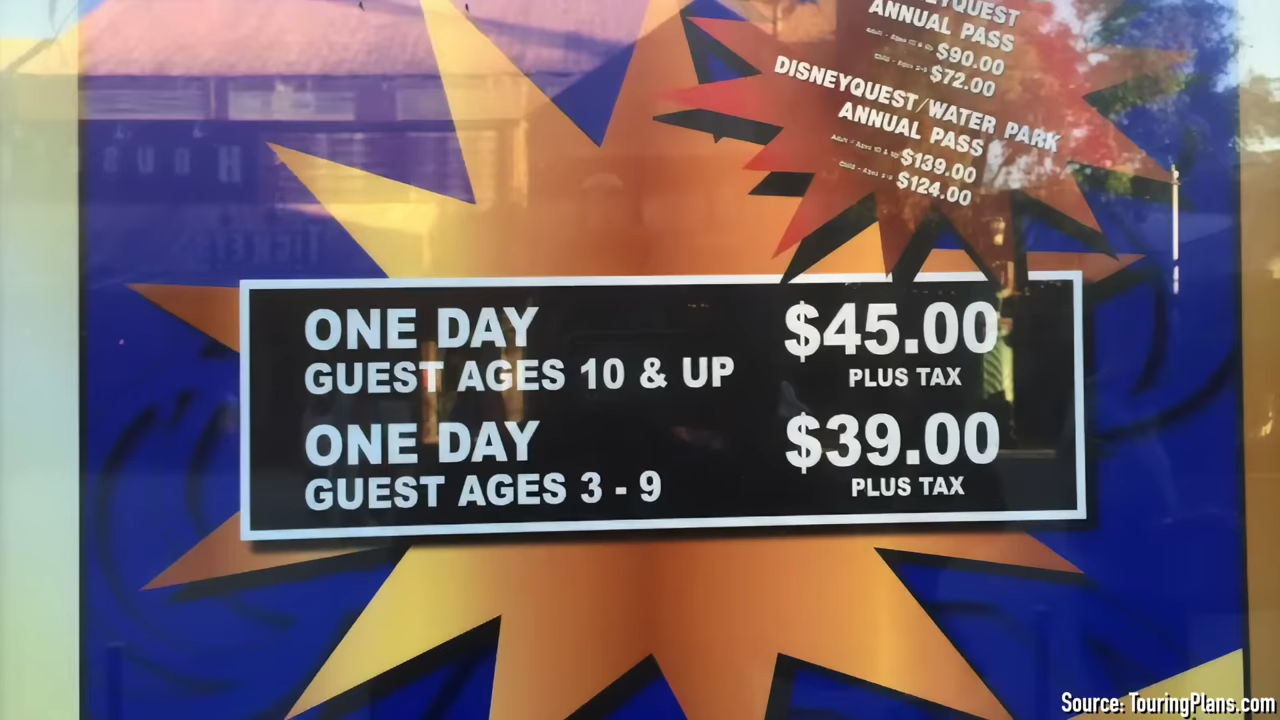 YQUEST
ANNUAL PASS
$90.00
$72.00
DISNEYQUEST/WATER PARK
ANNUAL PASS
$139.00
$124.00
ONE DAY
GUEST AGES 10 & UP
$45.00
PLUS TAX
ONE DAY
GUEST AGES 3 - 9
$39.00
PLUS TAX
Source: TouringPlans.com